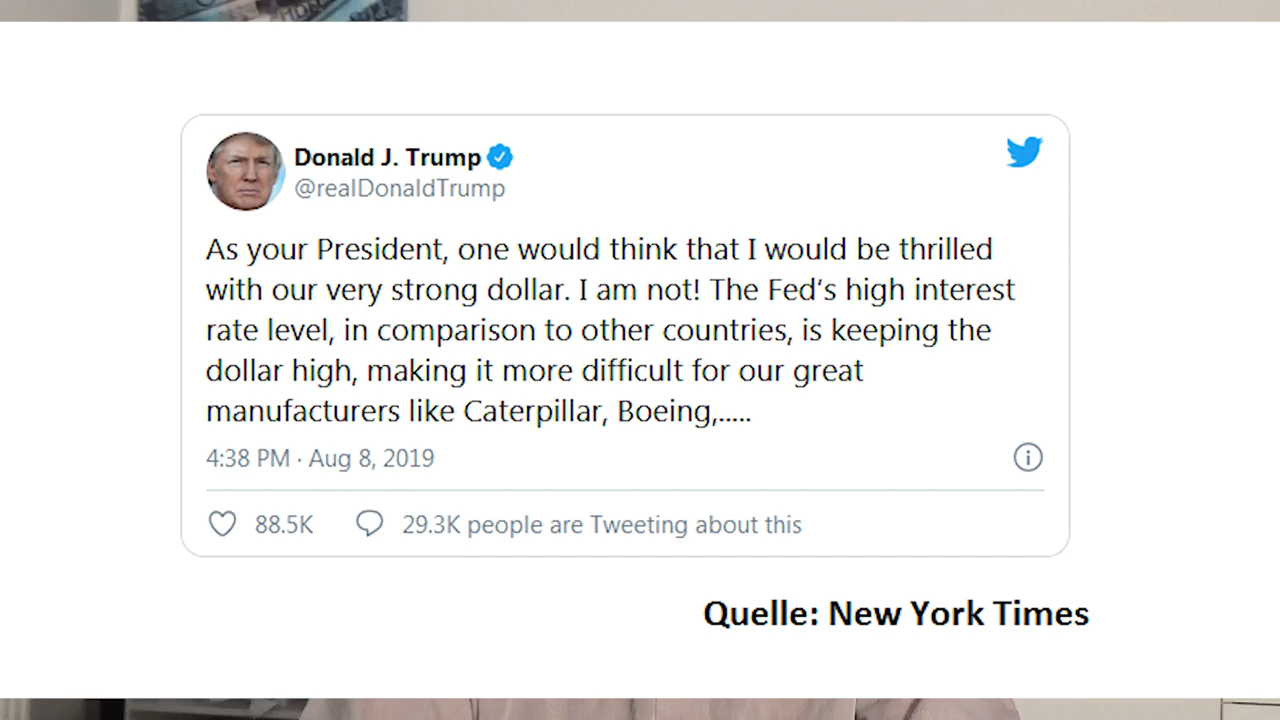 Donald J. Trump
@realDonaldTrump
As your President, one would think that I would be thrilled
with our very strong dollar. I am not! The Fed’s high interest
rate level, in comparison to other countries, is keeping the
dollar high, making it more difficult for our great
manufacturers like Caterpillar, Boeing,.....
4:38 PM · Aug 8, 2019
88.5K
29.3K people are Tweeting about this
Quelle: New York Times